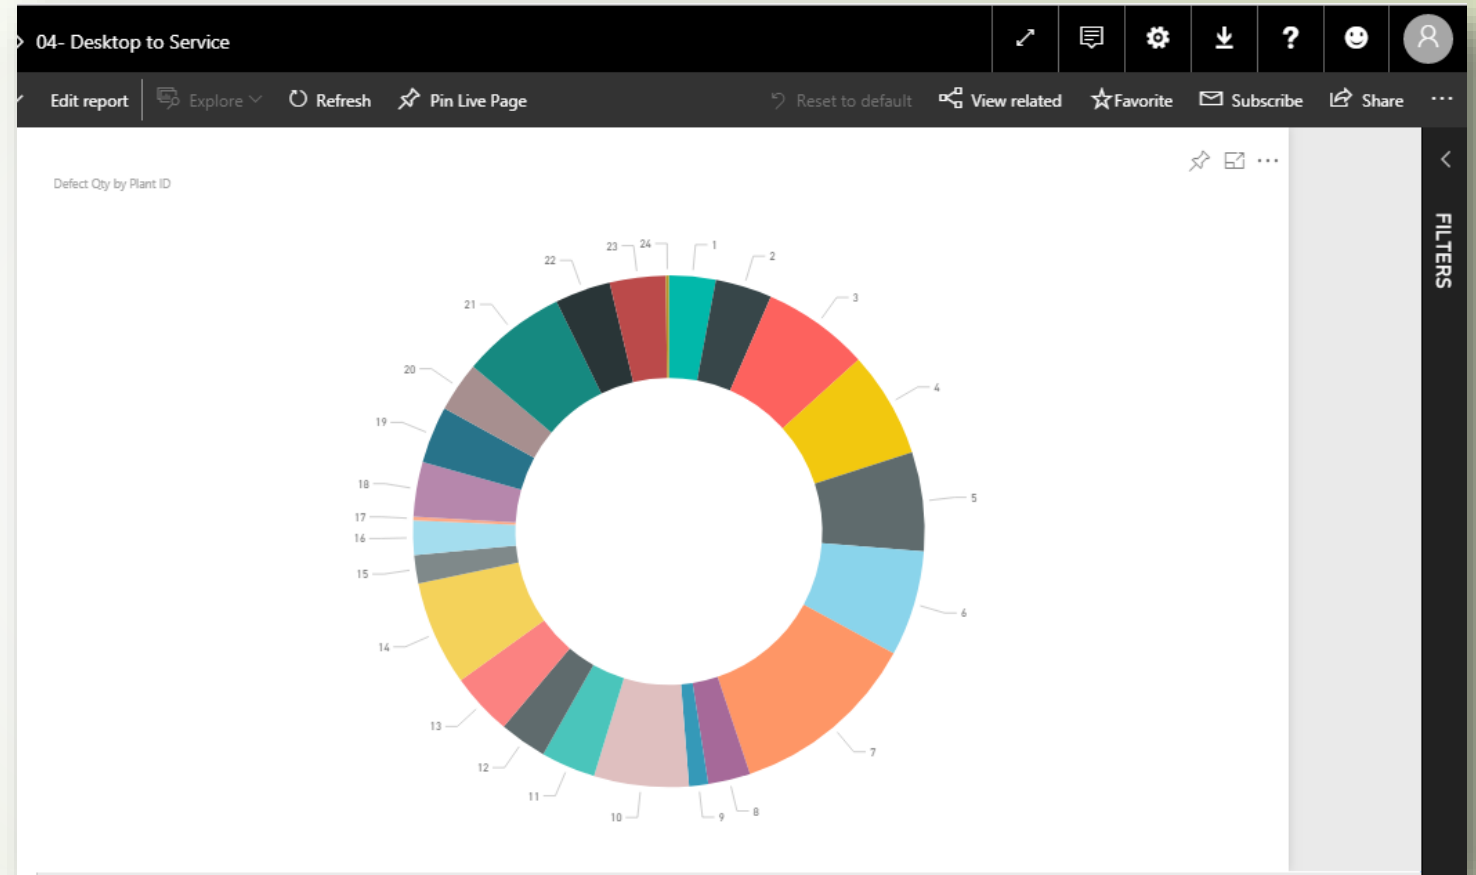 04- Desktop to Service
?
Edit report Explore Refresh Pin Live Page Reset to default View related Favorite Subscribe Share ...
Defect Qty by Plant ID
FILTERS
23 24 1
22 2
21 3
20 4
19
18 5
17
16
15 6
14
13 7
12
11 8
10 9